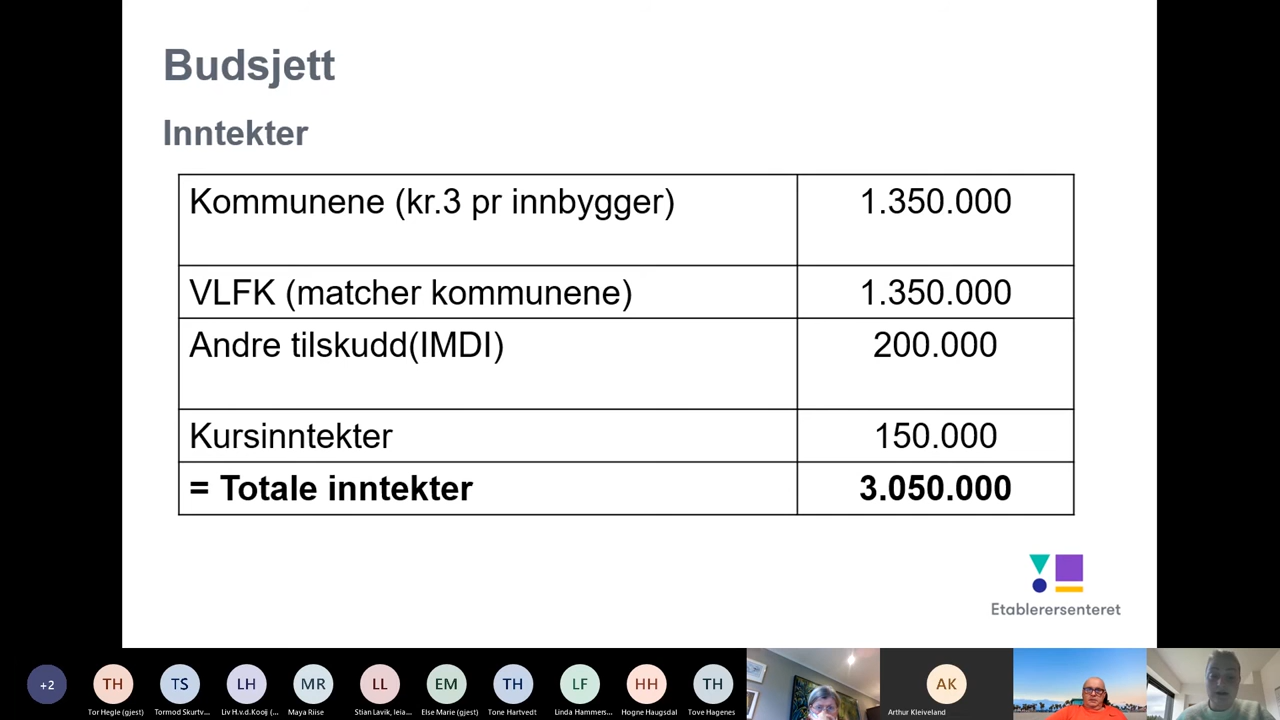 Budsjett
Inntekter
Kommunene (kr.3 pr innbygger) 1.350.000
VLFK (matcher kommunene) 1.350.000
Andre tilskudd(IMDI) 200.000
Kursinntekter 150.000
= Totale inntekter 3.050.000
Etablerersenteret
+2 TH TS LH MR LL EM TH LF HH TH AK
Tor Hegle (gjest) Tormod Skurtv... Liv H.v.d.Kooij (... Maya Riise Stian Lavik, leia... Else Marie (gjest) Tone Hartvedt Linda Hammers... Hogne Haugsdal Tove Hagenes Arthur Kleiveland